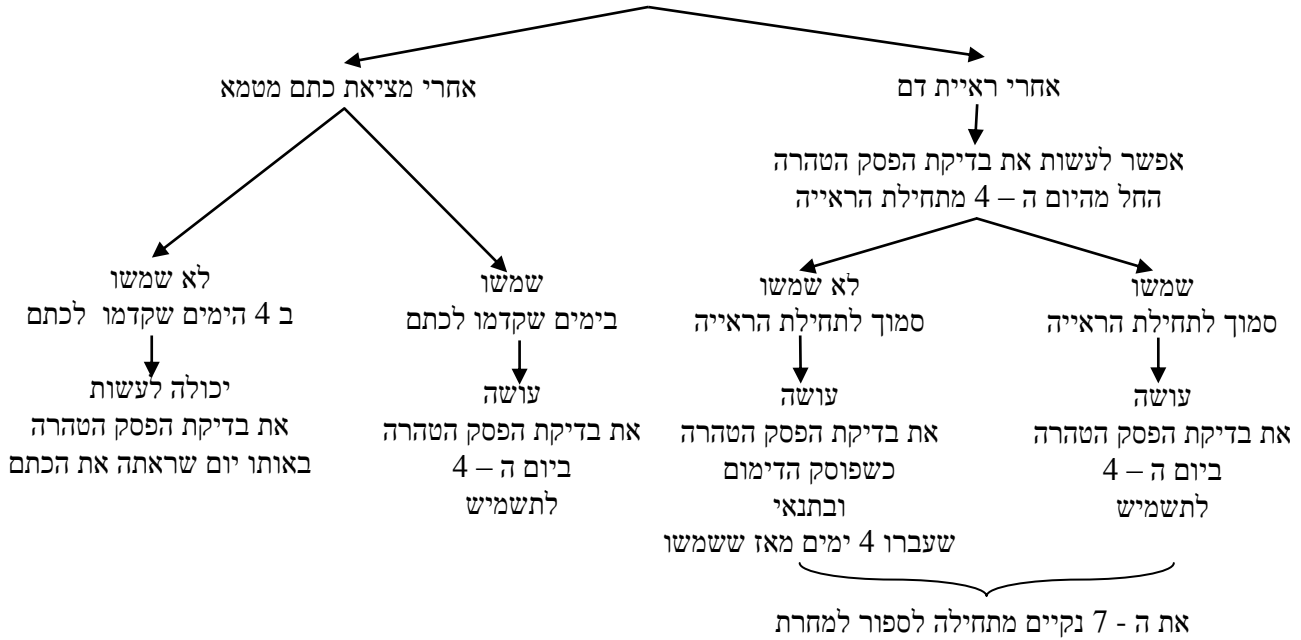 אחרי ראיית דם
אחרי מציאת כתם מטמא
אפשר לעשות את בדיקת הפסק הטהרה
החל מהיום ה – 4 מתחילת הראייה
שמשו
סמוך לתחילת הראייה
לא שמשו
סמוך לתחילת הראייה
שמשו
בימים שקדמו לכתם
לא שמשו
ב 4 הימים שקדמו לכתם
עושה
את בדיקת הפסק הטהרה
ביום ה – 4
לתשמיש
עושה
את בדיקת הפסק הטהרה
כשפוסק הדימום
ובתנאי
שעברו 4 ימים מאז ששמשו
עושה
את בדיקת הפסק הטהרה
ביום ה – 4
לתשמיש
יכולה לעשות
את בדיקת הפסק הטהרה
באותו יום שראתה את הכתם
את ה - 7 נקיים מתחילה לספור למחרת